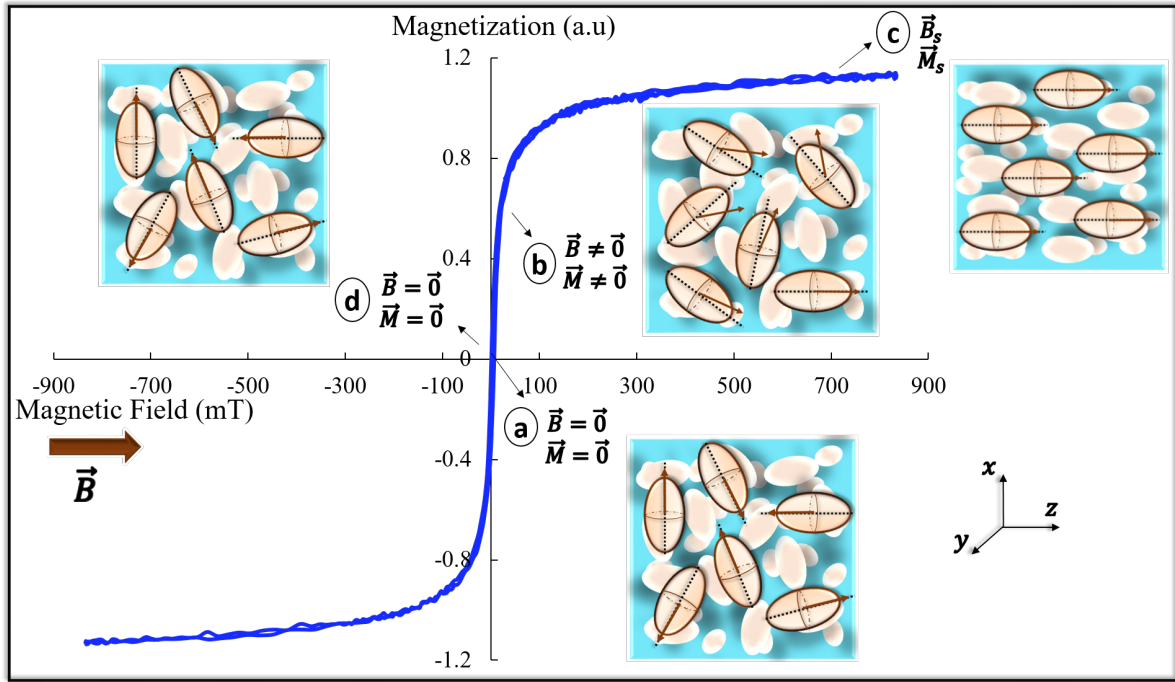 Magnetization (a.u)
1.2
0.8
0.4
0
-0.4
-0.8
-1.2
-900
-700
-500
-300
-100
100
300
500
700
900
Magnetic Field (mT)
B⃗
c
B⃗ₛ
M⃗ₛ
b
B⃗ ≠ 0⃗
M⃗ ≠ 0⃗
d
B⃗ = 0⃗
M⃗ = 0⃗
a
B⃗ = 0⃗
M⃗ = 0⃗
x
y
z